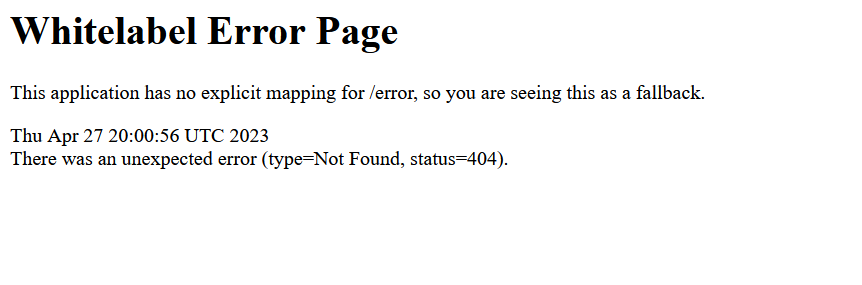 Whitelabel Error Page
This application has no explicit mapping for /error, so you are seeing this as a fallback.
Thu Apr 27 20:00:56 UTC 2023
There was an unexpected error (type=Not Found, status=404).